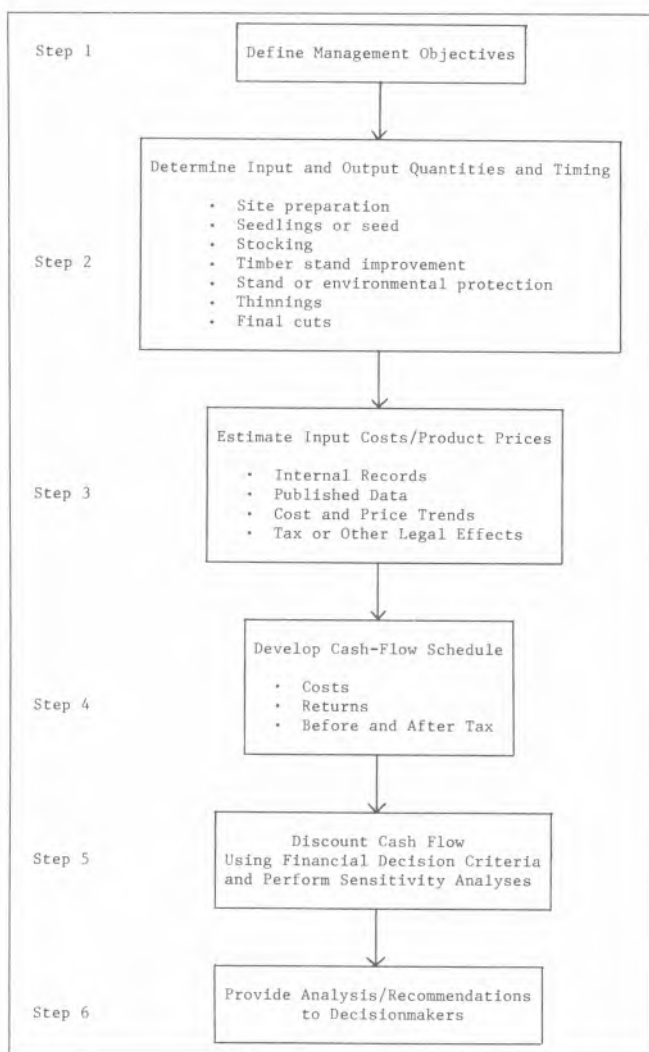 Step 1
Define Management Objectives
Step 2
Determine Input and Output Quantities and Timing
· Site preparation
· Seedlings or seed
· Stocking
· Timber stand improvement
· Stand or environmental protection
· Thinnings
· Final cuts
Step 3
Estimate Input Costs/Product Prices
· Internal Records
· Published Data
· Cost and Price Trends
· Tax or Other Legal Effects
Step 4
Develop Cash-Flow Schedule
· Costs
· Returns
· Before and After Tax
Step 5
Discount Cash Flow
Using Financial Decision Criteria
and Perform Sensitivity Analyses
Step 6
Provide Analysis/Recommendations
to Decisionmakers